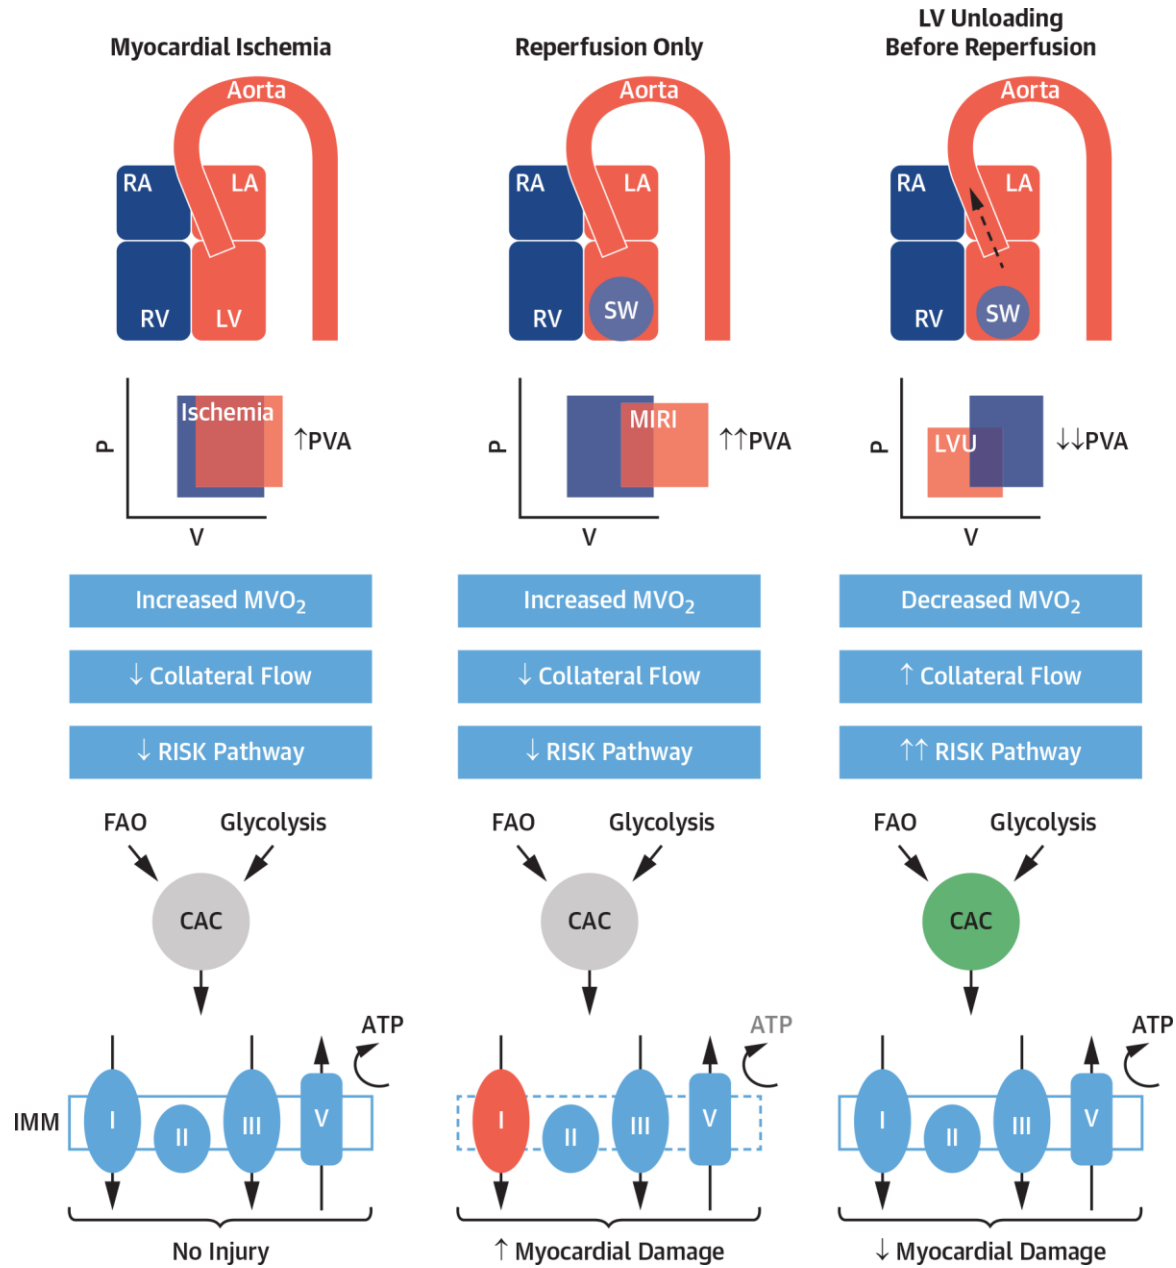 Myocardial Ischemia
Aorta
RA
LA
RV
LV
P
Ischemia
↑PVA
V
Increased MVO₂
↓ Collateral Flow
↓ RISK Pathway
FAO
Glycolysis
CAC
ATP
IMM
I
II
III
V
No Injury
Reperfusion Only
Aorta
RA
LA
RV
SW
P
MIRI
↑↑PVA
V
Increased MVO₂
↓ Collateral Flow
↓ RISK Pathway
FAO
Glycolysis
CAC
ATP
I
II
III
V
↑ Myocardial Damage
LV Unloading
Before Reperfusion
Aorta
RA
LA
RV
SW
P
LVU
↓↓PVA
V
Decreased MVO₂
↑ Collateral Flow
↑↑ RISK Pathway
FAO
Glycolysis
CAC
ATP
I
II
III
V
↓ Myocardial Damage